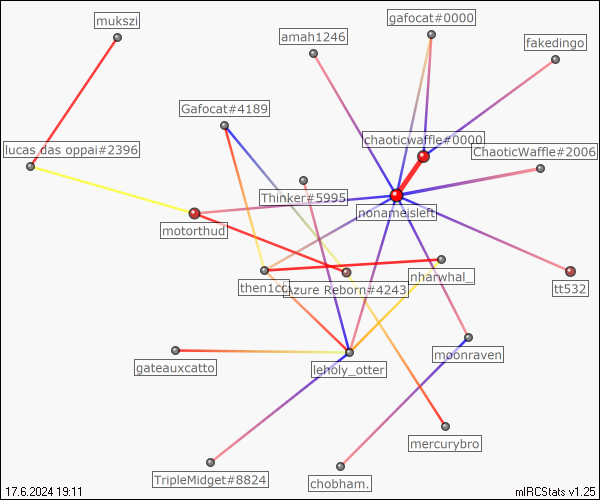 mukszi
gafocat#0000
amah1246
fakedingo
Gafocat#4189
chaoticwaffle#0000
lucas das oppai#2396
ChaoticWaffle#2006
Thinker#5995
nonameisleft
motorthud
nharwhal_
tt532
then1cc
Azure Reborn#4243
moonraven
gateauxcatto
leholy_otter
mercurybro
TripleMidget#8824
chobham.
17.6.2024 19:11
mIRCStats v1.25